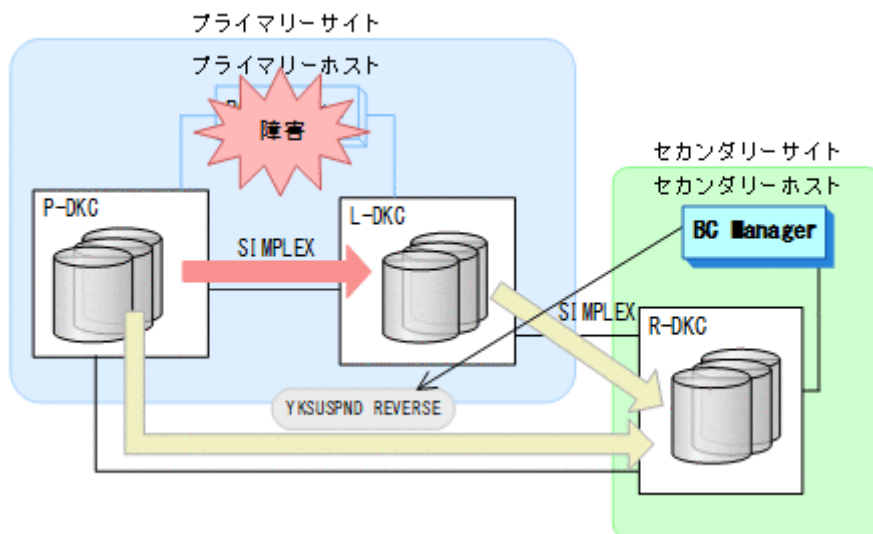 プライマリーサイト
プライマリーホスト
障害
セカンダリーサイト
セカンダリーホスト
P-DKC
L-DKC
BC Manager
SIMPLEX
SIMPLEX
R-DKC
YKSUSPND REVERSE